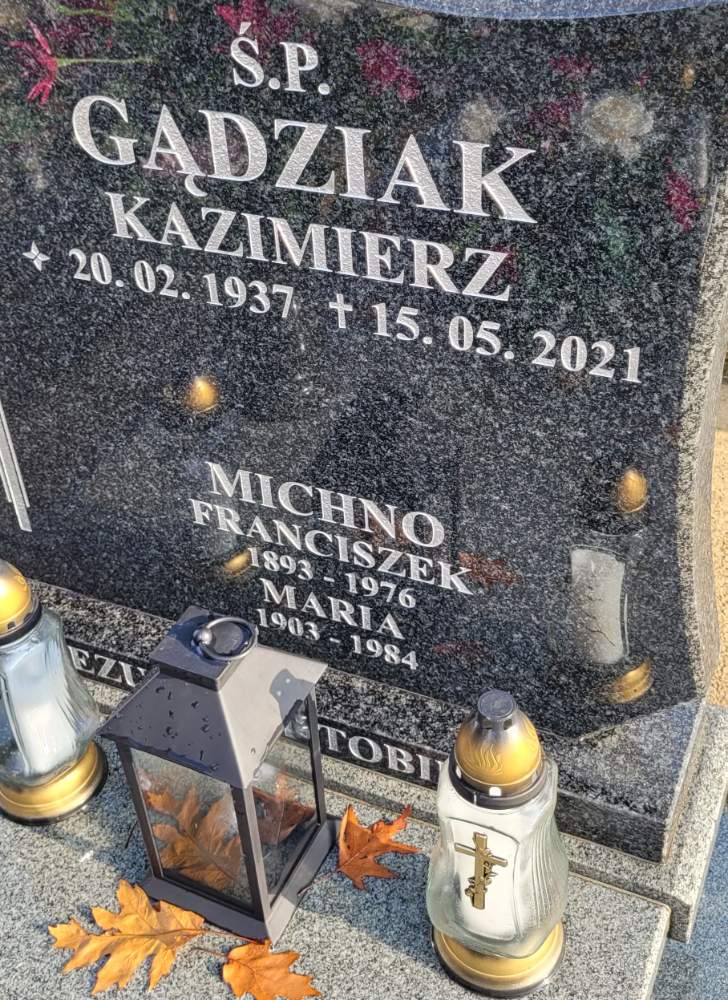 Ś.P.
GĄDZIAK
KAZIMIERZ
20. 02. 1937 15. 05. 2021
MICHNO
FRANCISZEK
1893 - 1976
MARIA
1903 - 1984